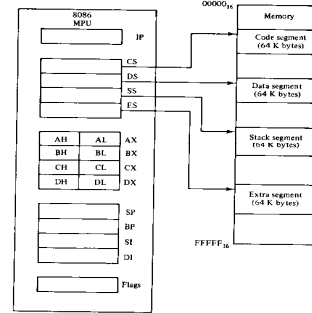 8086
MPU
IP
CS
DS
SS
ES
AH AL AX
BH BL BX
CH CL CX
DH DL DX
SP
BP
SI
DI
Flags
00000₁₆
Memory
Code segment
(64 K bytes)
Data segment
(64 K bytes)
Stack segment
(64 K bytes)
Extra segment
(64 K bytes)
FFFFF₁₆